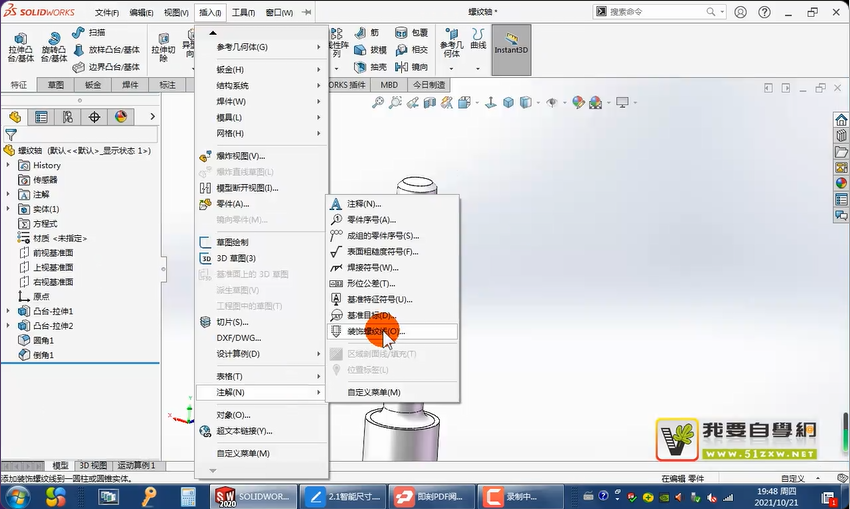 SOLIDWORKS
文件(F) 编辑(E) 视图(V) 插入(I) 工具(T) 窗口(W)
螺纹轴 *
搜索命令
拉伸凸台/基体
旋转凸台/基体
扫描
放样凸台/基体
边界凸台/基体
拉伸切除
筋
拔模
抽壳
包覆
相交
镜向
参考几何体
曲线
Instant3D
特征 草图 钣金 焊件 标注
MBD 今日制造
螺纹轴 (默认<<默认>_显示状态 1>)
History
传感器
注解
实体(1)
方程式
材质 <未指定>
前视基准面
上视基准面
右视基准面
原点
凸台-拉伸1
凸台-拉伸2
圆角1
倒角1
参考几何体(G)
钣金(H)
结构系统
焊件(W)
模具(L)
网格(H)
爆炸视图(V)...
爆炸直线草图(L)
模型断开视图(I)...
零件(A)...
镜向零件(M)...
草图绘制
3D 草图(3)
基准面上的 3D 草图
派生草图(V)
工程图中的草图(T)
切片(S)...
DXF/DWG...
设计算例(D)
表格(T)
注解(N)
对象(O)...
超文本链接(Y)...
自定义菜单(M)
注释(N)...
零件序号(A)...
成组的零件序号(S)...
表面粗糙度符号(F)...
焊接符号(W)...
形位公差(T)...
基准特征符号(U)...
基准目标(D)...
装饰螺纹线(O)...
区域剖面线/填充(T)
位置标签(L)
自定义菜单(M)
我要自學網
www.51zxw.net
模型 3D 视图 运动算例 1
添加装饰螺纹线到一圆柱或圆锥实体。
在编辑 零件
自定义
SOLIDWO...
2.1智能尺寸...
即刻PDF阅...
录制中...
19:48 周四
2021/10/21